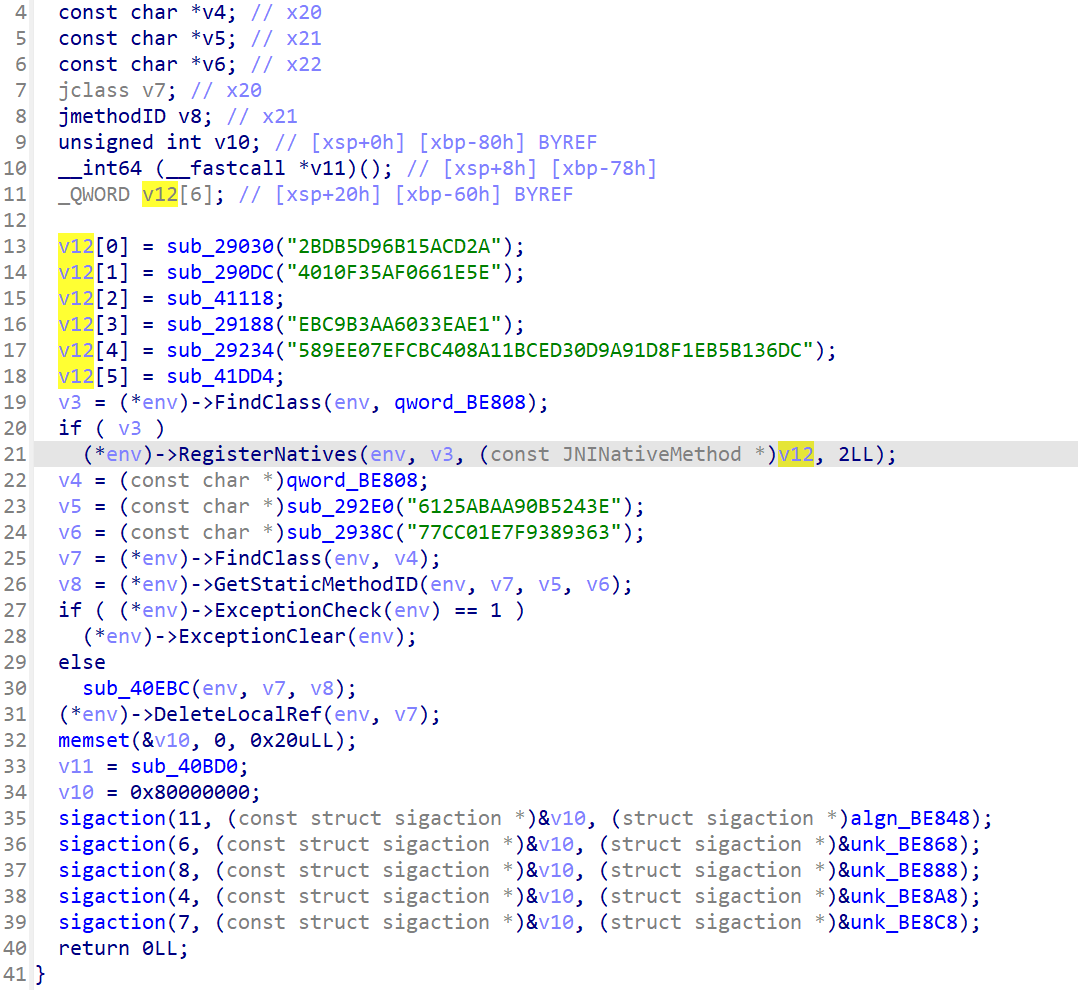 4 const char *v4; // x20
5 const char *v5; // x21
6 const char *v6; // x22
7 jclass v7; // x20
8 jmethodID v8; // x21
9 unsigned int v10; // [xsp+0h] [xbp-80h] BYREF
10 __int64 (__fastcall *v11)(); // [xsp+8h] [xbp-78h]
11 _QWORD v12[6]; // [xsp+20h] [xbp-60h] BYREF
12
13 v12[0] = sub_29030("2BDB5D96B15ACD2A");
14 v12[1] = sub_290DC("4010F35AF0661E5E");
15 v12[2] = sub_41118;
16 v12[3] = sub_29188("EBC9B3AA6033EAE1");
17 v12[4] = sub_29234("589EE07EFCBC408A11BCED30D9A91D8F1EB5B136DC");
18 v12[5] = sub_41DD4;
19 v3 = (*env)->FindClass(env, qword_BE808);
20 if ( v3 )
21 (*env)->RegisterNatives(env, v3, (const JNINativeMethod *)v12, 2LL);
22 v4 = (const char *)qword_BE808;
23 v5 = (const char *)sub_292E0("6125ABAA90B5243E");
24 v6 = (const char *)sub_2938C("77CC01E7F9389363");
25 v7 = (*env)->FindClass(env, v4);
26 v8 = (*env)->GetStaticMethodID(env, v7, v5, v6);
27 if ( (*env)->ExceptionCheck(env) == 1 )
28 (*env)->ExceptionClear(env);
29 else
30 sub_40EBC(env, v7, v8);
31 (*env)->DeleteLocalRef(env, v7);
32 memset(&v10, 0, 0x20uLL);
33 v11 = sub_40BD0;
34 v10 = 0x80000000;
35 sigaction(11, (const struct sigaction *)&v10, (struct sigaction *)algn_BE848);
36 sigaction(6, (const struct sigaction *)&v10, (struct sigaction *)&unk_BE868);
37 sigaction(8, (const struct sigaction *)&v10, (struct sigaction *)&unk_BE888);
38 sigaction(4, (const struct sigaction *)&v10, (struct sigaction *)&unk_BE8A8);
39 sigaction(7, (const struct sigaction *)&v10, (struct sigaction *)&unk_BE8C8);
40 return 0LL;
41 }